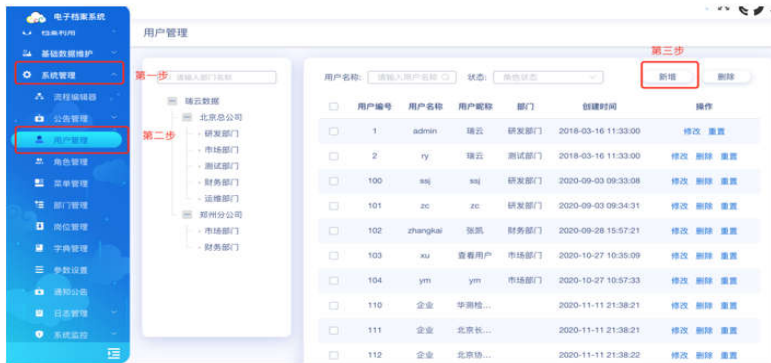 电子档案系统
档案利用
基础数据维护
系统管理
流程编辑器
公告管理
用户管理
角色管理
菜单管理
部门管理
岗位管理
字典管理
参数设置
通知公告
日志管理
系统监控
用户管理
第一步
第二步
第三步
请输入部门名称
瑞云数据
北京总公司
研发部门
市场部门
测试部门
财务部门
运维部门
郑州分公司
市场部门
财务部门
用户名称: 请输入用户名称 状态: 角色状态 新增 删除
用户编号 用户名称 用户昵称 部门 创建时间 操作
1 admin 瑞云 研发部门 2018-03-16 11:33:00 修改 重置
2 ry 瑞云 测试部门 2018-03-16 11:33:00 修改 删除 重置
100 ssj ssj 研发部门 2020-09-03 09:33:08 修改 删除 重置
101 zc zc 研发部门 2020-09-03 09:34:31 修改 删除 重置
102 zhangkai 张凯 财务部门 2020-09-28 15:57:21 修改 删除 重置
103 xu 查看用户 市场部门 2020-10-27 10:35:09 修改 删除 重置
104 ym ym 市场部门 2020-10-27 10:57:33 修改 删除 重置
110 企业 华测检... 2020-11-11 21:38:21 修改 删除 重置
111 企业 北京长... 2020-11-11 21:38:21 修改 删除 重置
112 企业 北京协... 2020-11-11 21:38:22 修改 删除 重置